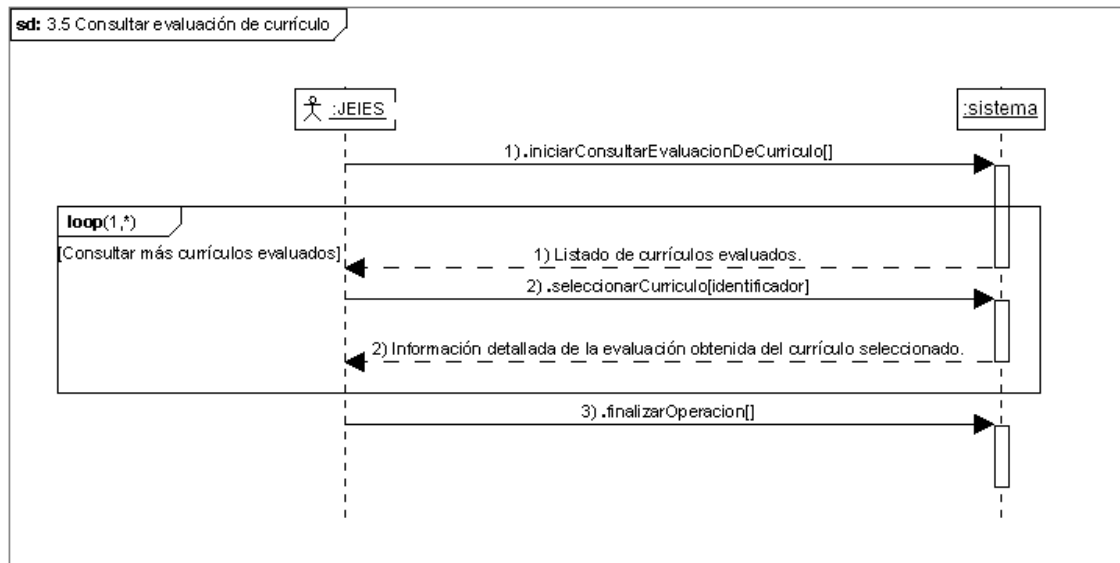 sd: 3.5 Consultar evaluación de currículo
:JEIES
:sistema
1).iniciarConsultarEvaluacionDeCurriculo[]
loop(1,*)
[Consultar más currículos evaluados]
1) Listado de currículos evaluados.
2) .seleccionarCurriculo[identificador]
2) Información detallada de la evaluación obtenida del currículo seleccionado.
3) .finalizarOperacion[]